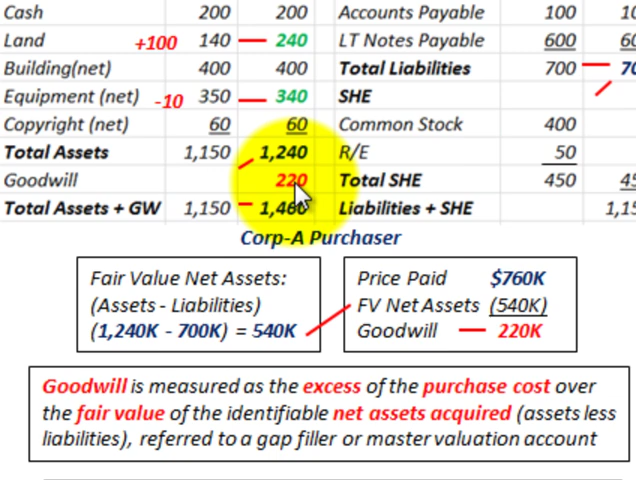 Cash 200 200 Accounts Payable 100
Land +100 140 240 LT Notes Payable 600
Building(net) 400 400 Total Liabilities 700
Equipment (net) -10 350 340 SHE
Copyright (net) 60 60 Common Stock 400
Total Assets 1,150 1,240 R/E 50
Goodwill 220 Total SHE 450
Total Assets + GW 1,150 1,460 Liabilities + SHE
Corp-A Purchaser
Fair Value Net Assets:
(Assets - Liabilities)
(1,240K - 700K) = 540K
Price Paid $760K
FV Net Assets (540K)
Goodwill 220K
Goodwill is measured as the excess of the purchase cost over
the fair value of the identifiable net assets acquired (assets less
liabilities), referred to a gap filler or master valuation account